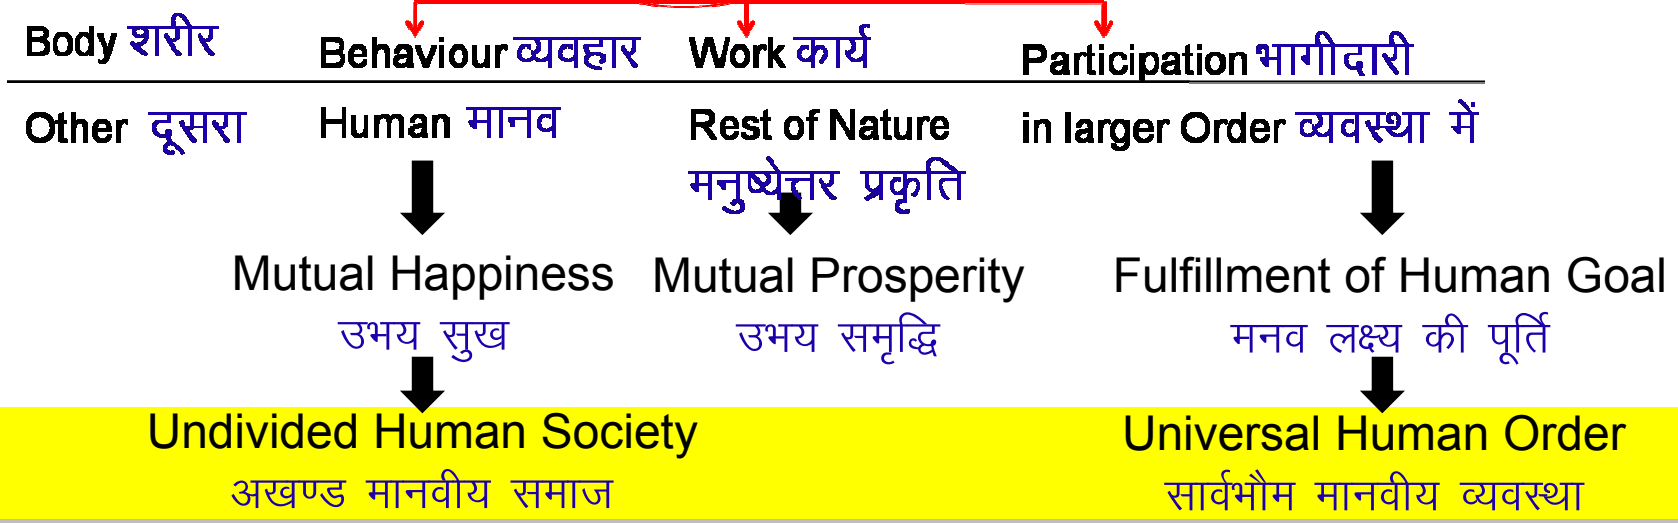 Body शरीर Behaviour व्यवहार Work कार्य Participation भागीदारी
Other दूसरा Human मानव Rest of Nature in larger Order व्यवस्था में
मनुष्येत्तर प्रकृति
Mutual Happiness Mutual Prosperity Fulfillment of Human Goal
उभय सुख उभय समृद्धि मनव लक्ष्य की पूर्ति
Undivided Human Society Universal Human Order
अखण्ड मानवीय समाज सार्वभौम मानवीय व्यवस्था